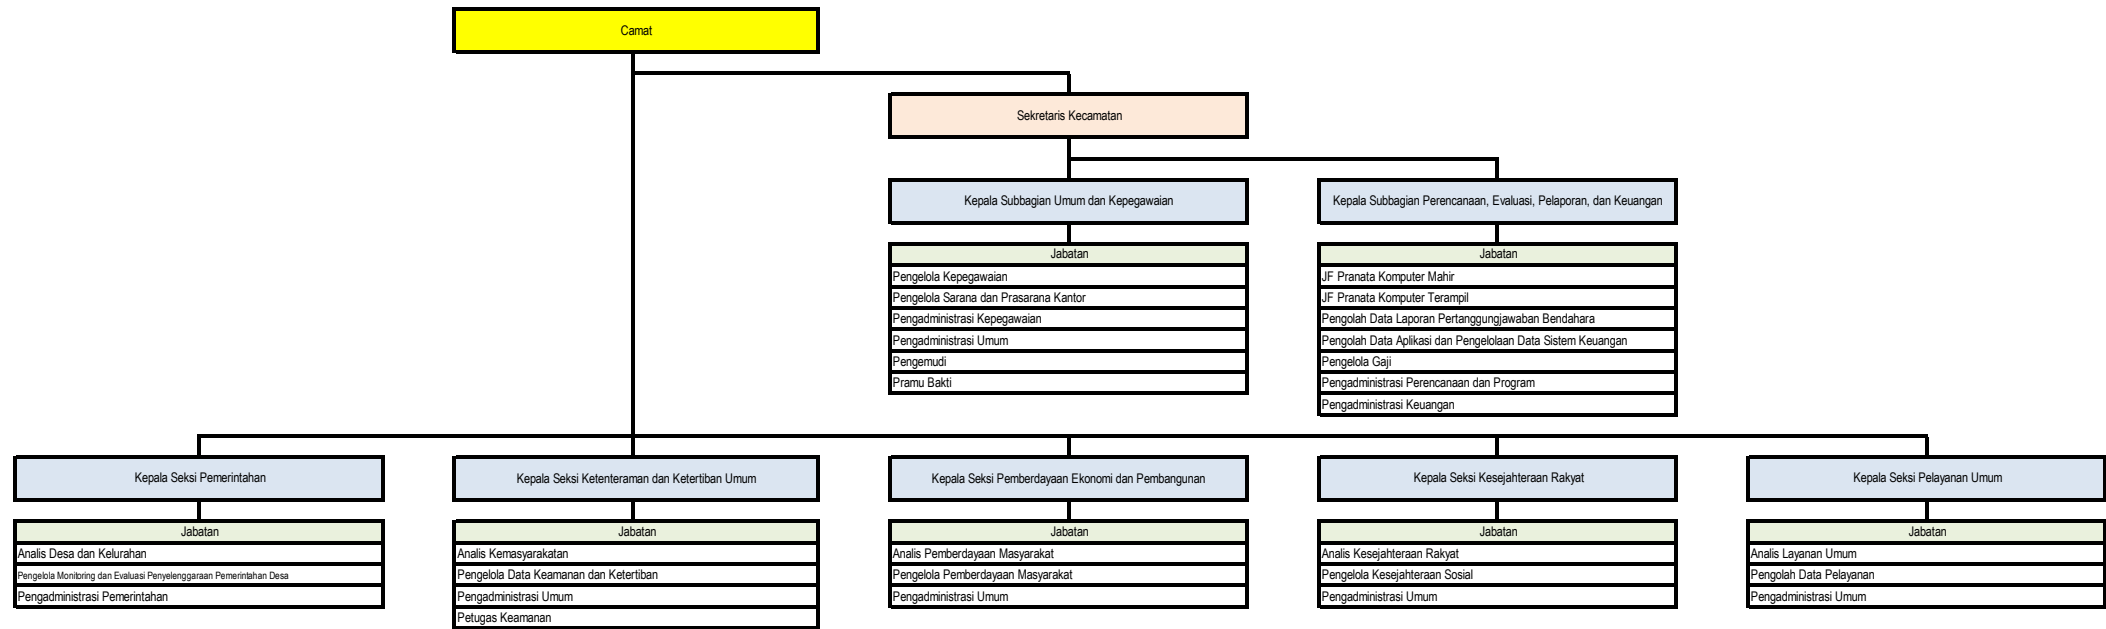 Camat
Sekretaris Kecamatan
Kepala Subbagian Umum dan Kepegawaian
Jabatan
Pengelola Kepegawaian
Pengelola Sarana dan Prasarana Kantor
Pengadministrasi Kepegawaian
Pengadministrasi Umum
Pengemudi
Pramu Bakti
Kepala Subbagian Perencanaan, Evaluasi, Pelaporan, dan Keuangan
Jabatan
JF Pranata Komputer Mahir
JF Pranata Komputer Terampil
Pengolah Data Laporan Pertanggungjawaban Bendahara
Pengolah Data Aplikasi dan Pengelolaan Data Sistem Keuangan
Pengelola Gaji
Pengadministrasi Perencanaan dan Program
Pengadministrasi Keuangan
Kepala Seksi Pemerintahan
Jabatan
Analis Desa dan Kelurahan
Pengelola Monitoring dan Evaluasi Penyelenggaraan Pemerintahan Desa
Pengadministrasi Pemerintahan
Kepala Seksi Ketenteraman dan Ketertiban Umum
Jabatan
Analis Kemasyarakatan
Pengelola Data Keamanan dan Ketertiban
Pengadministrasi Umum
Petugas Keamanan
Kepala Seksi Pemberdayaan Ekonomi dan Pembangunan
Jabatan
Analis Pemberdayaan Masyarakat
Pengelola Pemberdayaan Masyarakat
Pengadministrasi Umum
Kepala Seksi Kesejahteraan Rakyat
Jabatan
Analis Kesejahteraan Rakyat
Pengelola Kesejahteraan Sosial
Pengadministrasi Umum
Kepala Seksi Pelayanan Umum
Jabatan
Analis Layanan Umum
Pengolah Data Pelayanan
Pengadministrasi Umum